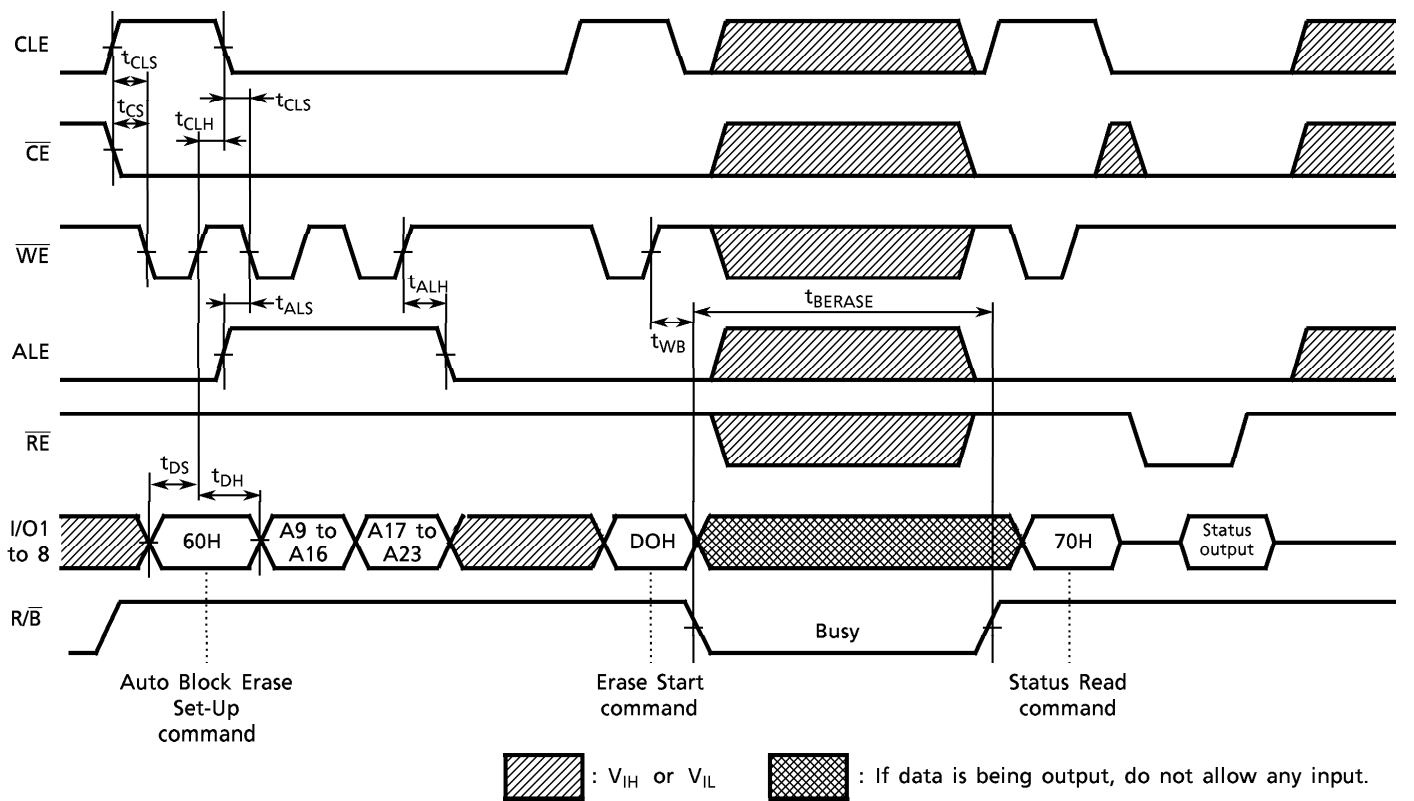 CLE
tCLS
tCS
tCLH
tCLS
CE
WE
tALS
tALH
tBERASE
tWB
ALE
RE
tDS
tDH
I/O1
to 8
60H
A9 to
A16
A17 to
A23
DOH
70H
Status
output
R/B
Busy
Auto Block Erase
Set-Up
command
Erase Start
command
Status Read
command
: VIH or VIL
: If data is being output, do not allow any input.